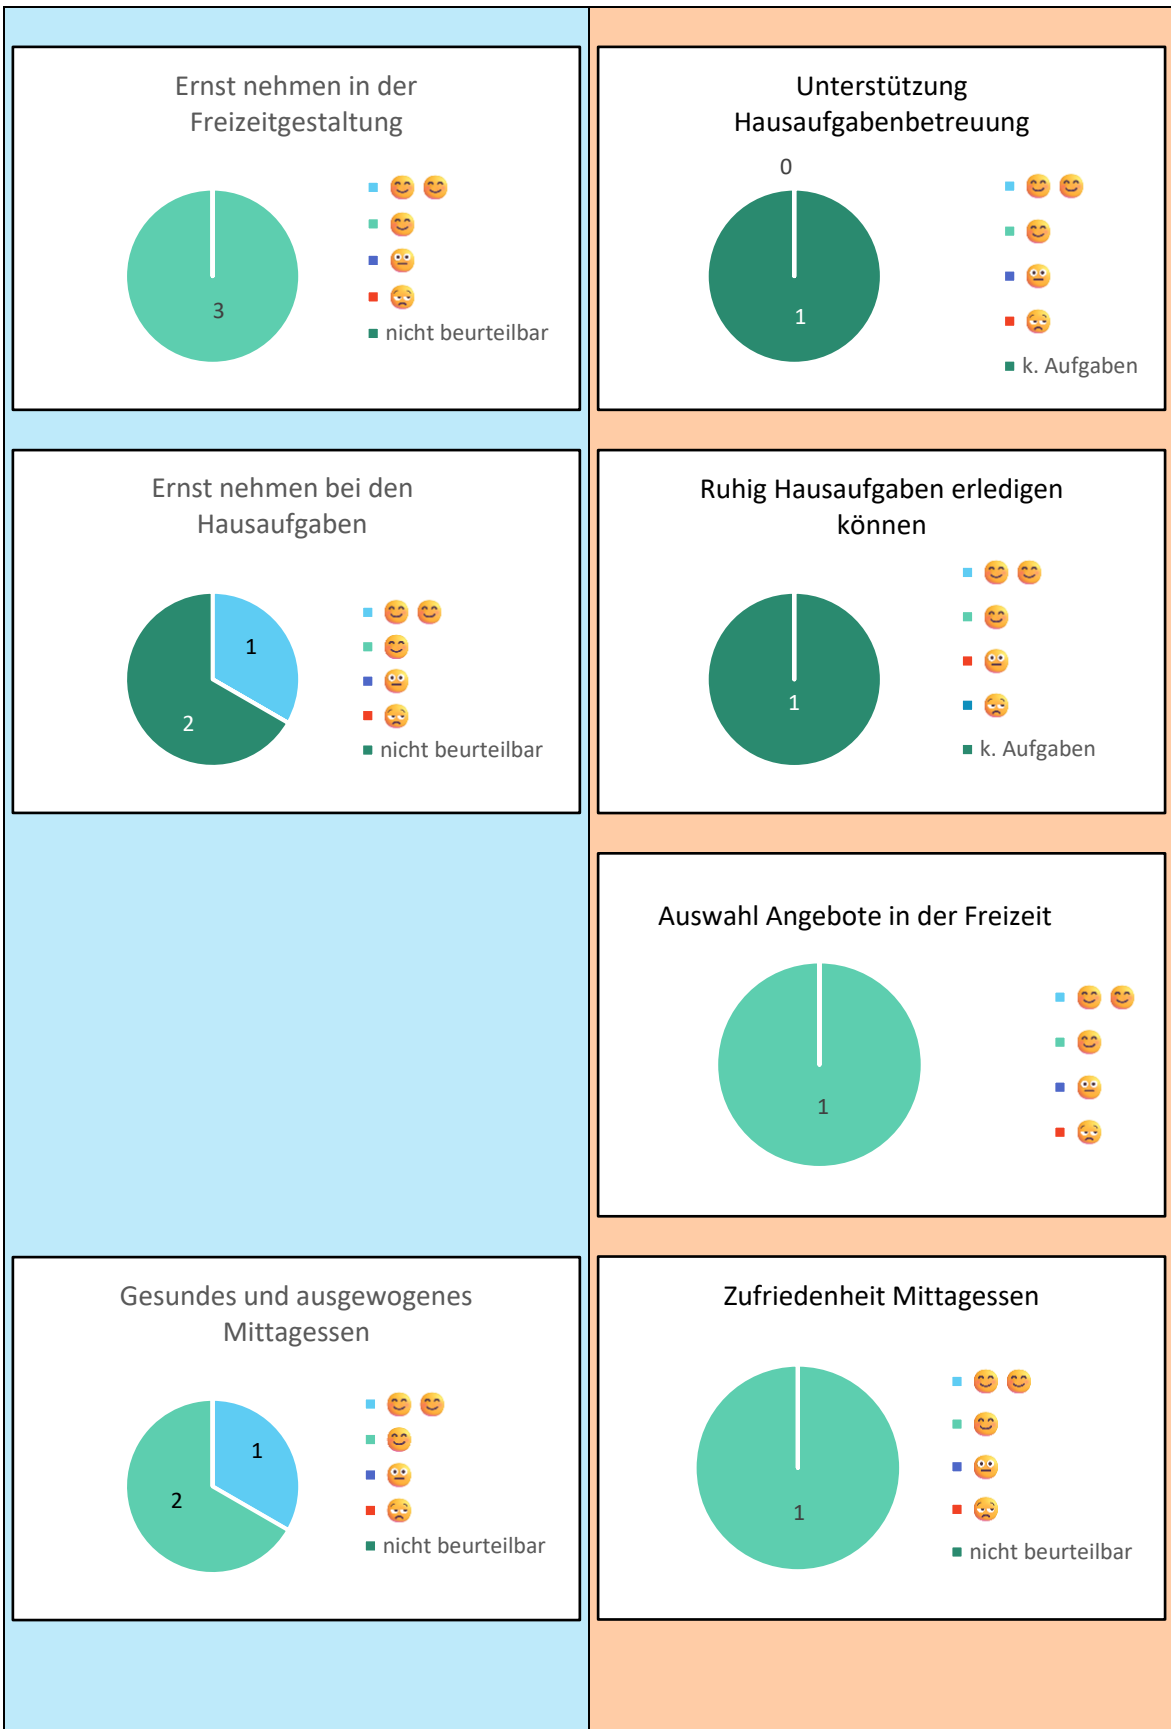 Ernst nehmen in der
Freizeitgestaltung
3
😊 😊
😊
😐
😩
nicht beurteilbar
Unterstützung
Hausaufgabenbetreuung
0
1
😊 😊
😊
😐
😩
k. Aufgaben
Ernst nehmen bei den
Hausaufgaben
1
2
😊 😊
😊
😐
😩
nicht beurteilbar
Ruhig Hausaufgaben erledigen
können
1
😊 😊
😊
😐
😩
k. Aufgaben
Auswahl Angebote in der Freizeit
1
😊 😊
😊
😐
😩
Gesundes und ausgewogenes
Mittagessen
1
2
😊 😊
😊
😐
😩
nicht beurteilbar
Zufriedenheit Mittagessen
1
😊 😊
😊
😐
😩
nicht beurteilbar